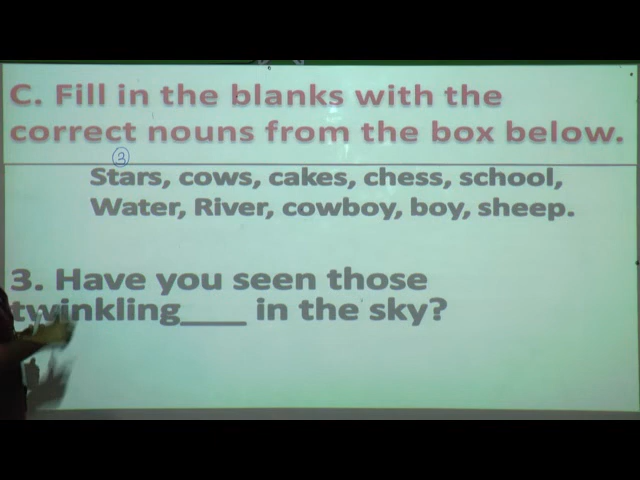 C. Fill in the blanks with the
correct nouns from the box below.
3
Stars, cows, cakes, chess, school,
Water, River, cowboy, boy, sheep.
3. Have you seen those
twinkling____ in the sky?